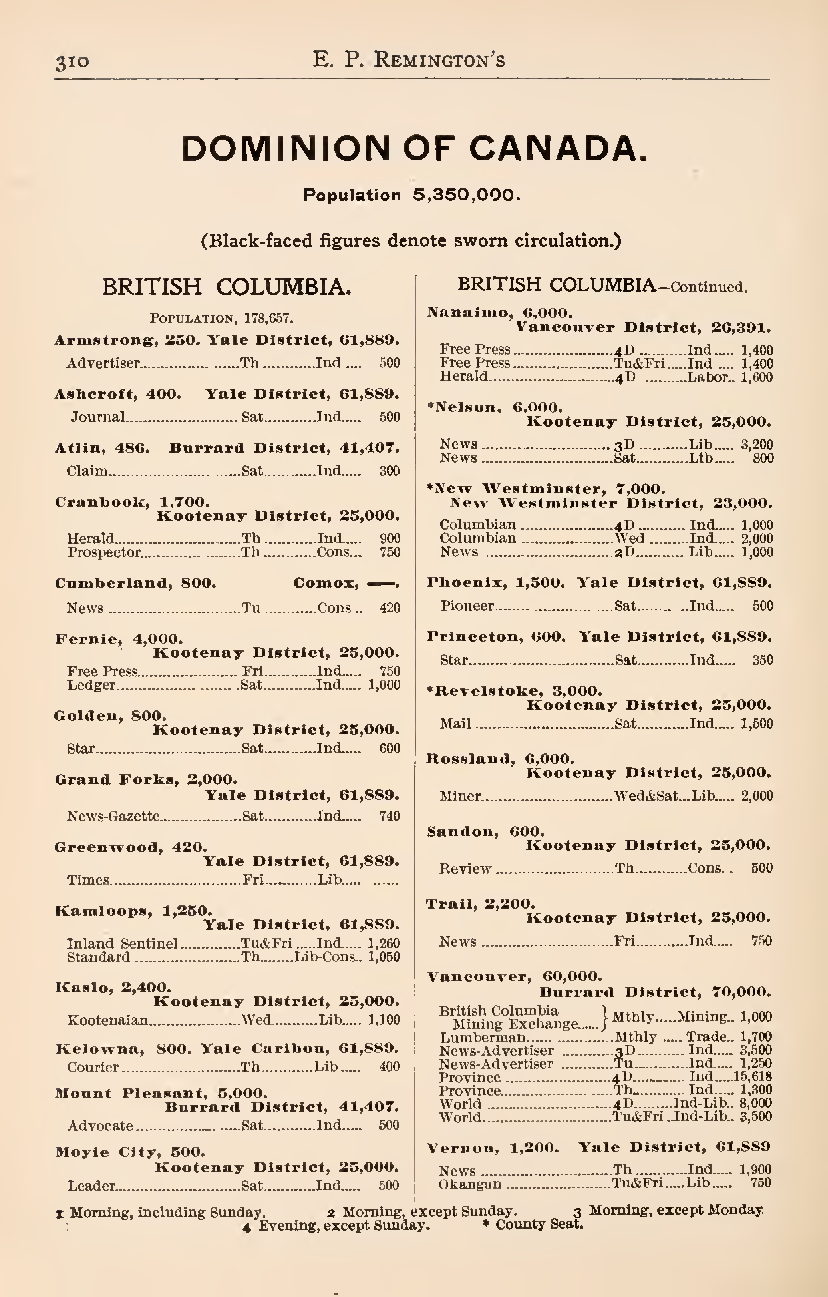 310 E. P. Remington's
DOMINION OF CANADA.
Population 5,350,000.
(Black-faced figures denote sworn circulation.)
BRITISH COLUMBIA.
Population, 178,657.
Armstrong, 250. Yale District, 61,889.
Advertiser Th Ind 500
Ashcroft, 400. Yale District, 61,889.
Journal Sat Ind 500
Atlin, 486. Burrard District, 41,407.
Claim Sat Ind 300
Cranbook, 1,700.
Kootenay District, 25,000.
Herald Th Ind 900
Prospector Th Cons 750
Cumberland, 800. Comox, ——.
News Tu Cons 420
Fernie, 4,000.
Kootenay District, 25,000.
Free Press Fri Ind 750
Ledger Sat Ind 1,000
Golden, 800.
Kootenay District, 25,000.
Star Sat Ind 600
Grand Forks, 2,000.
Yale District, 61,889.
News-Gazette Sat Ind 740
Greenwood, 420.
Yale District, 61,889.
Times Fri Lib
Kamloops, 1,250.
Yale District, 61,889.
Inland Sentinel Tu&Fri Ind 1,260
Standard Th Lib-Cons 1,050
Kaslo, 2,400.
Kootenay District, 25,000.
Kootenaian Wed Lib 1,100
Kelowna, 800. Yale Caribou, 61,889.
Courier Th Lib 400
Mount Pleasant, 5,000.
Burrard District, 41,407.
Advocate Sat Ind 500
Moyie City, 500.
Kootenay District, 25,000.
Leader Sat Ind 500
BRITISH COLUMBIA—Continued.
Nanaimo, 6,000.
Vancouver District, 26,391.
Free Press 4D Ind 1,400
Free Press Tu&Fri Ind 1,400
Herald 4D Labor 1,600
*Nelson, 6,000.
Kootenay District, 25,000.
News 3D Lib 3,200
News Sat Lib 800
*New Westminster, 7,000.
New Westminster District, 23,000.
Columbian 4D Ind 1,000
Columbian Wed Ind 2,000
News 2D Lib 1,000
Phoenix, 1,500. Yale District, 61,889.
Pioneer Sat Ind 500
Princeton, 600. Yale District, 61,889.
Star Sat Ind 350
*Revelstoke, 3,000.
Kootenay District, 25,000.
Mail Sat Ind 1,500
Rossland, 6,000.
Kootenay District, 25,000.
Miner Wed&Sat Lib 2,000
Sandon, 600.
Kootenay District, 25,000.
Review Th Cons 500
Trail, 2,200.
Kootenay District, 25,000.
News Fri Ind 750
Vancouver, 60,000.
Burrard District, 70,000.
British Columbia
Mining Exchange } Mthly Mining 1,000
Lumberman Mthly Trade 1,700
News-Advertiser 3D Ind 3,500
News-Advertiser Tu Ind 1,250
Province 4D Ind 15,618
Province Th Ind 1,300
World 4D Ind-Lib 8,000
World Tu&Fri Ind-Lib 3,500
Vernon, 1,200. Yale District, 61,889
News Th Ind 1,900
Okangun Tu&Fri Lib 750
1 Morning, including Sunday. 2 Morning, except Sunday. 3 Morning, except Monday
4 Evening, except Sunday. * County Seat.